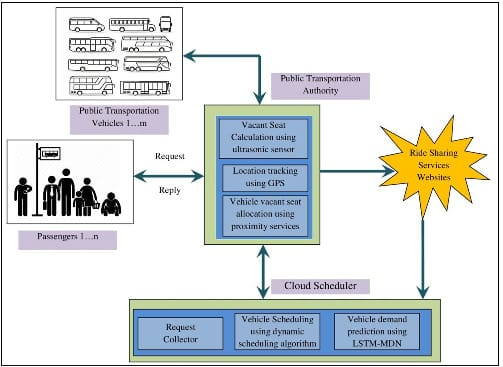 Public Transportation
Vehicles 1…m
Public Transportation
Authority
Vacant Seat
Calculation using
ultrasonic sensor
Location tracking
using GPS
Vehicle vacant seat
allocation using
proximity services
Request
Reply
Passengers 1…n
Ride Sharing
Services
Websites
Cloud Scheduler
Request
Collector
Vehicle Scheduling
using dynamic
scheduling algorithm
Vehicle demand
prediction using
LSTM-MDN